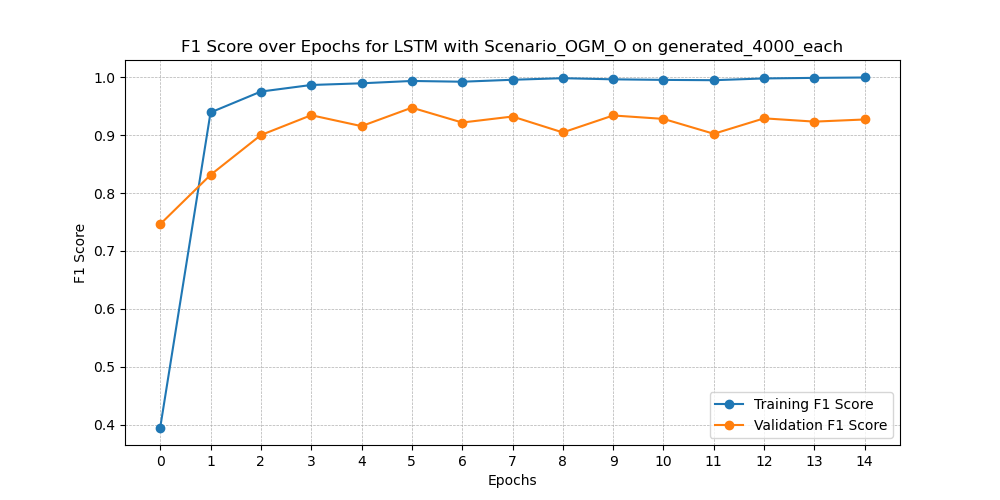 F1 Score over Epochs for LSTM with Scenario_OGM_O on generated_4000_each
F1 Score
1.0
0.9
0.8
0.7
0.6
0.5
0.4
Training F1 Score
Validation F1 Score
0 1 2 3 4 5 6 7 8 9 10 11 12 13 14
Epochs